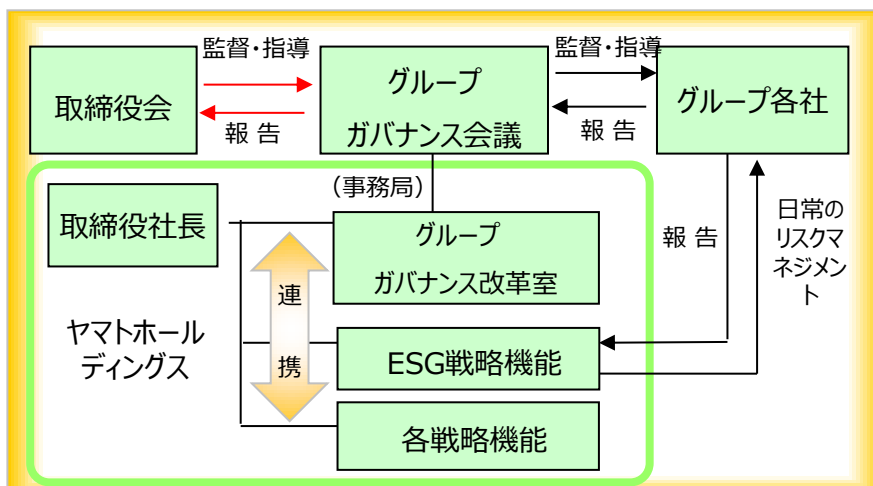 監督・指導
監督・指導
取締役会
グループ
ガバナンス会議
グループ各社
報 告
報 告
（事務局）
取締役社長
グループ
ガバナンス改革室
報 告
日常の
リスクマ
ネジメン
ト
連
携
ヤマトホール
ディングス
ESG戦略機能
各戦略機能